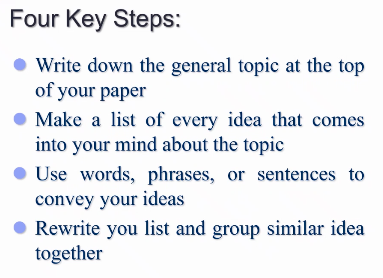 Four Key Steps:
Write down the general topic at the top
of your paper
Make a list of every idea that comes
into your mind about the topic
Use words, phrases, or sentences to
convey your ideas
Rewrite you list and group similar idea
together